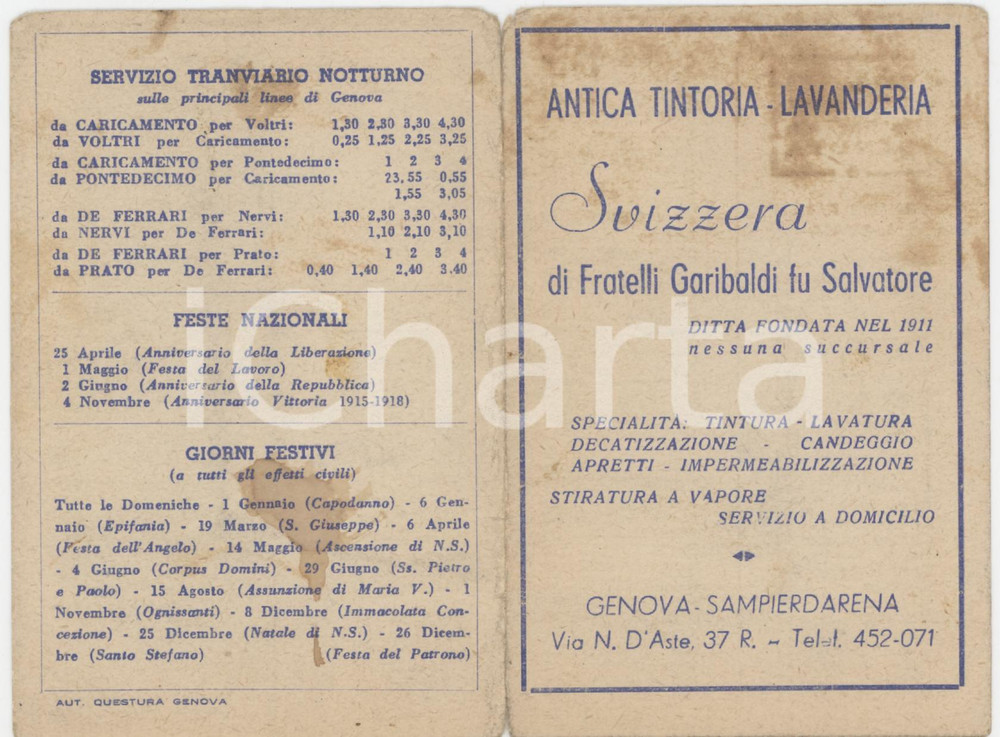 SERVIZIO TRANVIARIO NOTTURNO
sulle principali linee di Genova
da CARICAMENTO per Voltri: 1,30 2,30 3,30 4,30
da VOLTRI per Caricamento: 0,25 1,25 2,25 3,25
da CARICAMENTO per Pontedecimo: 1 2 3 4
da PONTEDECIMO per Caricamento: 23,55 0,55
1,55 3,05
da DE FERRARI per Nervi: 1,30 2,30 3,30 4,30
da NERVI per De Ferrari: 1,10 2,10 3,10
da DE FERRARI per Prato: 1 2 3 4
da PRATO per De Ferrari: 0,40 1,40 2,40 3.40
FESTE NAZIONALI
25 Aprile (Anniversario della Liberazione)
1 Maggio (Festa del Lavoro)
2 Giugno (Anniversario della Repubblica)
4 Novembre (Anniversario Vittoria 1915-1918)
GIORNI FESTIVI
(a tutti gli effetti civili)
Tutte le Domeniche - 1 Gennaio (Capodanno) - 6 Gen-
naio (Epifania) - 19 Marzo (S. Giuseppe) - 6 Aprile
(Festa dell'Angelo) - 14 Maggio (Ascensione di N.S.)
- 4 Giugno (Corpus Domini) - 29 Giugno (Ss. Pietro
e Paolo) - 15 Agosto (Assunzione di Maria V.) - 1
Novembre (Ognissanti) - 8 Dicembre (Immacolata Con-
cezione) - 25 Dicembre (Natale di N.S.) - 26 Dicem-
bre (Santo Stefano) (Festa del Patrono)
AUT. QUESTURA GENOVA
ANTICA TINTORIA - LAVANDERIA
Svizzera
di Fratelli Garibaldi fu Salvatore
DITTA FONDATA NEL 1911
nessuna succursale
SPECIALITÀ: TINTURA - LAVATURA
DECATIZZAZIONE - CANDEGGIO
APRETTI - IMPERMEABILIZZAZIONE
STIRATURA A VAPORE
SERVIZIO A DOMICILIO
GENOVA - SAMPIERDARENA
Via N. D'Aste, 37 R. - Telef. 452-071
iCharta